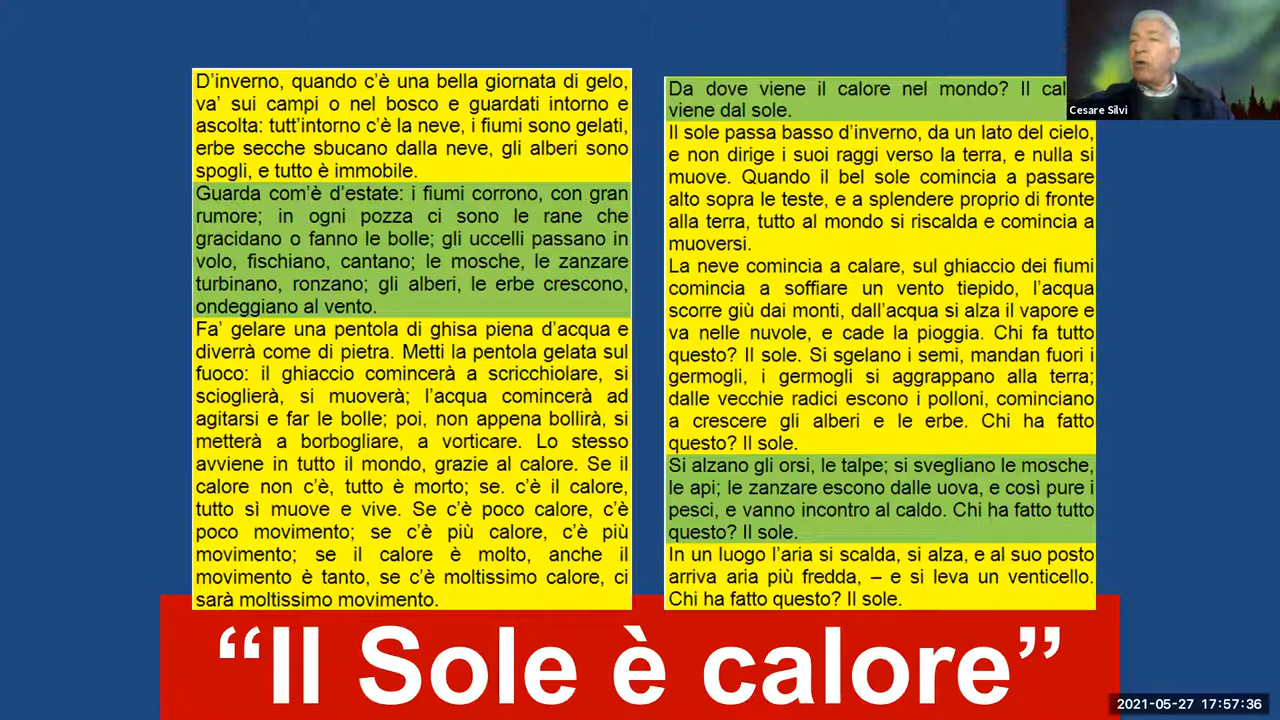 D’inverno, quando c’è una bella giornata di gelo,
va’ sui campi o nel bosco e guardati intorno e
ascolta: tutt’intorno c’è la neve, i fiumi sono gelati,
erbe secche sbucano dalla neve, gli alberi sono
spogli, e tutto è immobile.
Guarda com’è d’estate: i fiumi corrono, con gran
rumore; in ogni pozza ci sono le rane che
gracidano o fanno le bolle; gli uccelli passano in
volo, fischiano, cantano; le mosche, le zanzare
turbinano, ronzano; gli alberi, le erbe crescono,
ondeggiano al vento.
Fa’ gelare una pentola di ghisa piena d’acqua e
diverrà come di pietra. Metti la pentola gelata sul
fuoco: il ghiaccio comincerà a scricchiolare, si
scioglierà, si muoverà; l’acqua comincerà ad
agitarsi e far le bolle; poi, non appena bollirà, si
metterà a borbogliare, a vorticare. Lo stesso
avviene in tutto il mondo, grazie al calore. Se il
calore non c’è, tutto è morto; se. c’è il calore,
tutto sì muove e vive. Se c’è poco calore, c’è
poco movimento; se c’è più calore, c’è più
movimento; se il calore è molto, anche il
movimento è tanto, se c’è moltissimo calore, ci
sarà moltissimo movimento.
Da dove viene il calore nel mondo? Il
viene dal sole.
Il sole passa basso d’inverno, da un lato del cielo,
e non dirige i suoi raggi verso la terra, e nulla si
muove. Quando il bel sole comincia a passare
alto sopra le teste, e a splendere proprio di fronte
alla terra, tutto al mondo si riscalda e comincia a
muoversi.
La neve comincia a calare, sul ghiaccio dei fiumi
comincia a soffiare un vento tiepido, l’acqua
scorre giù dai monti, dall’acqua si alza il vapore e
va nelle nuvole, e cade la pioggia. Chi fa tutto
questo? Il sole. Si sgelano i semi, mandan fuori i
germogli, i germogli si aggrappano alla terra;
dalle vecchie radici escono i polloni, cominciano
a crescere gli alberi e le erbe. Chi ha fatto
questo? Il sole.
Si alzano gli orsi, le talpe; si svegliano le mosche,
le api; le zanzare escono dalle uova, e così pure i
pesci, e vanno incontro al caldo. Chi ha fatto tutto
questo? Il sole.
In un luogo l’aria si scalda, si alza, e al suo posto
arriva aria più fredda, – e si leva un venticello.
Chi ha fatto questo? Il sole.
“Il Sole è calore”
Cesare Silvi
2021-05-27 17:57:36